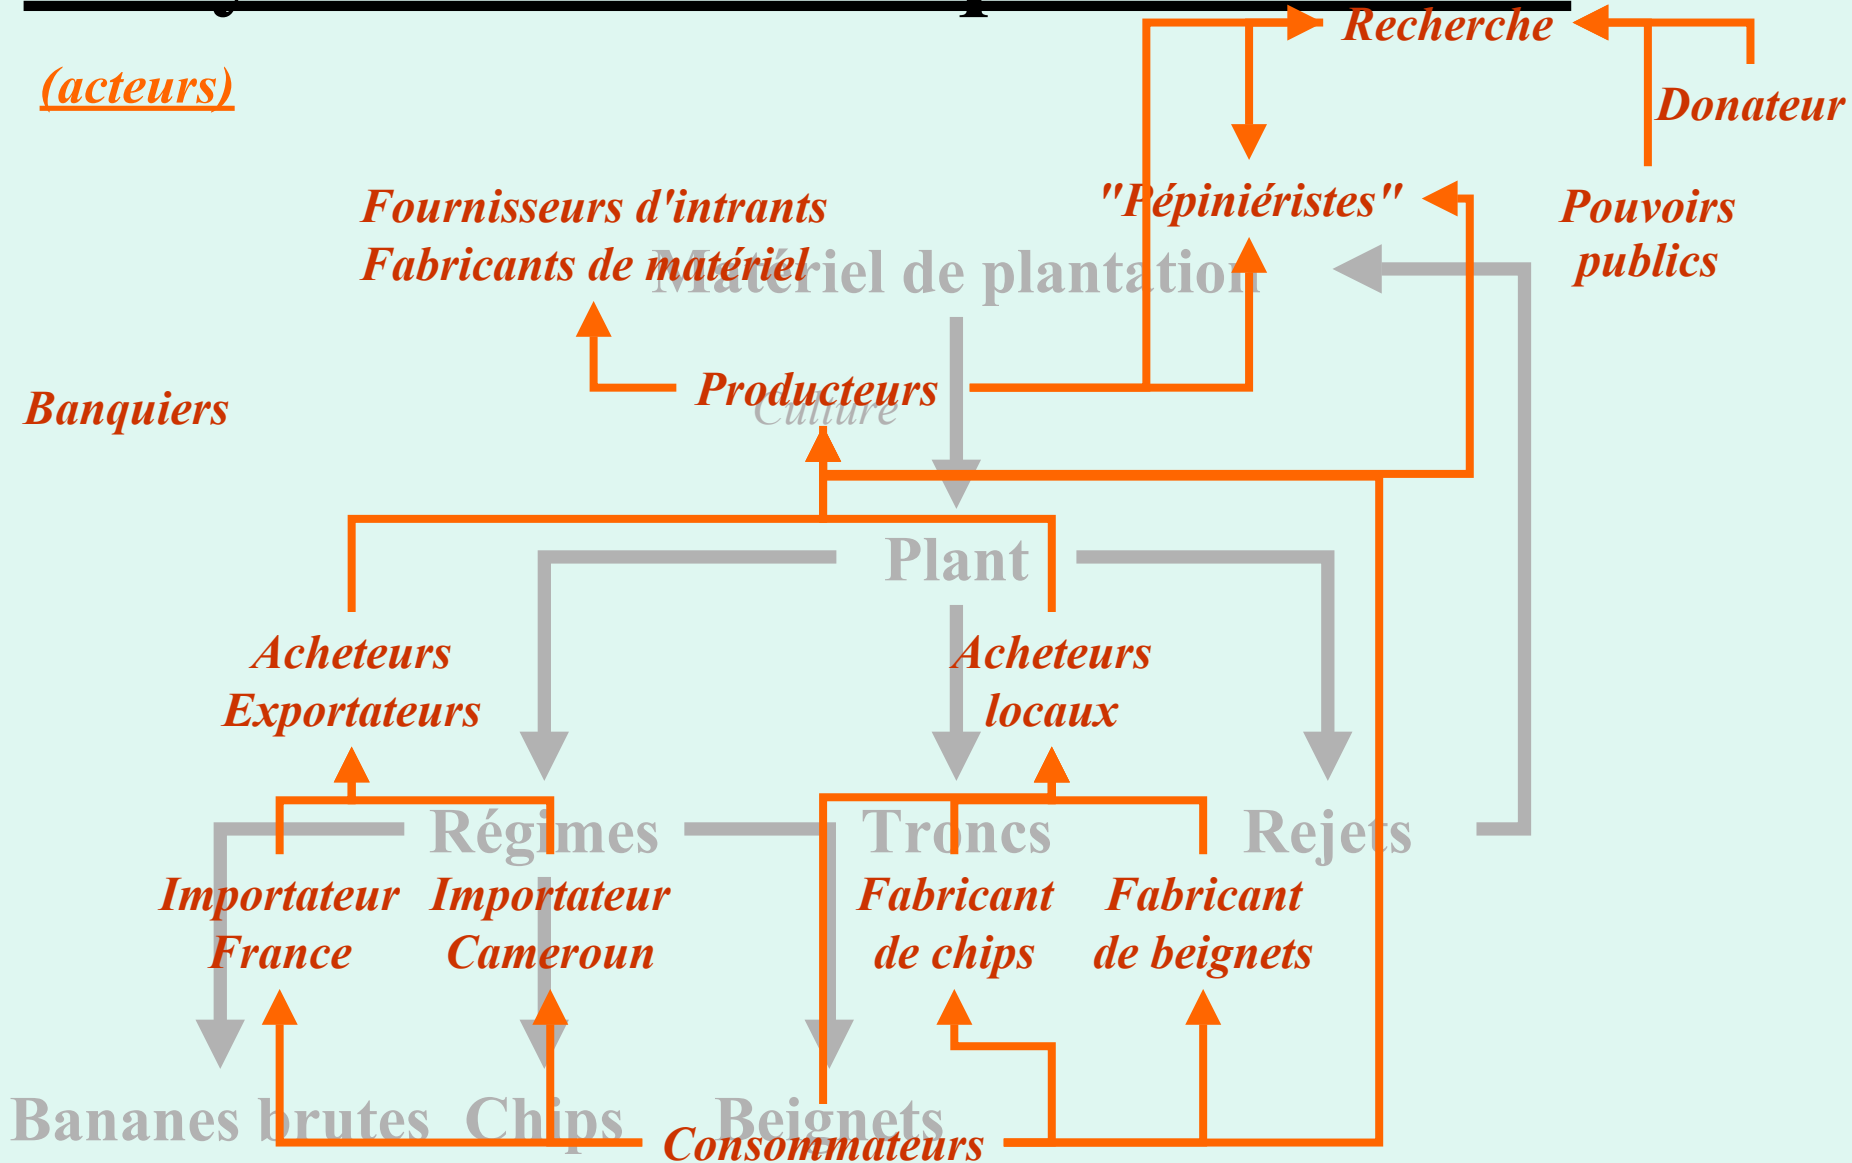 Recherche
(acteurs)
Donateur
Fournisseurs d'intrants
"Pépiniéristes"
Pouvoirs
publics
Fabricants de matériel
Matériel de plantation
Producteurs
Culture
Banquiers
Plant
Acheteurs
Exportateurs
Acheteurs
locaux
Régimes
Troncs
Rejets
Importateur
France
Importateur
Cameroun
Fabricant
de chips
Fabricant
de beignets
Bananes brutes
Chips
Beignets
Consommateurs